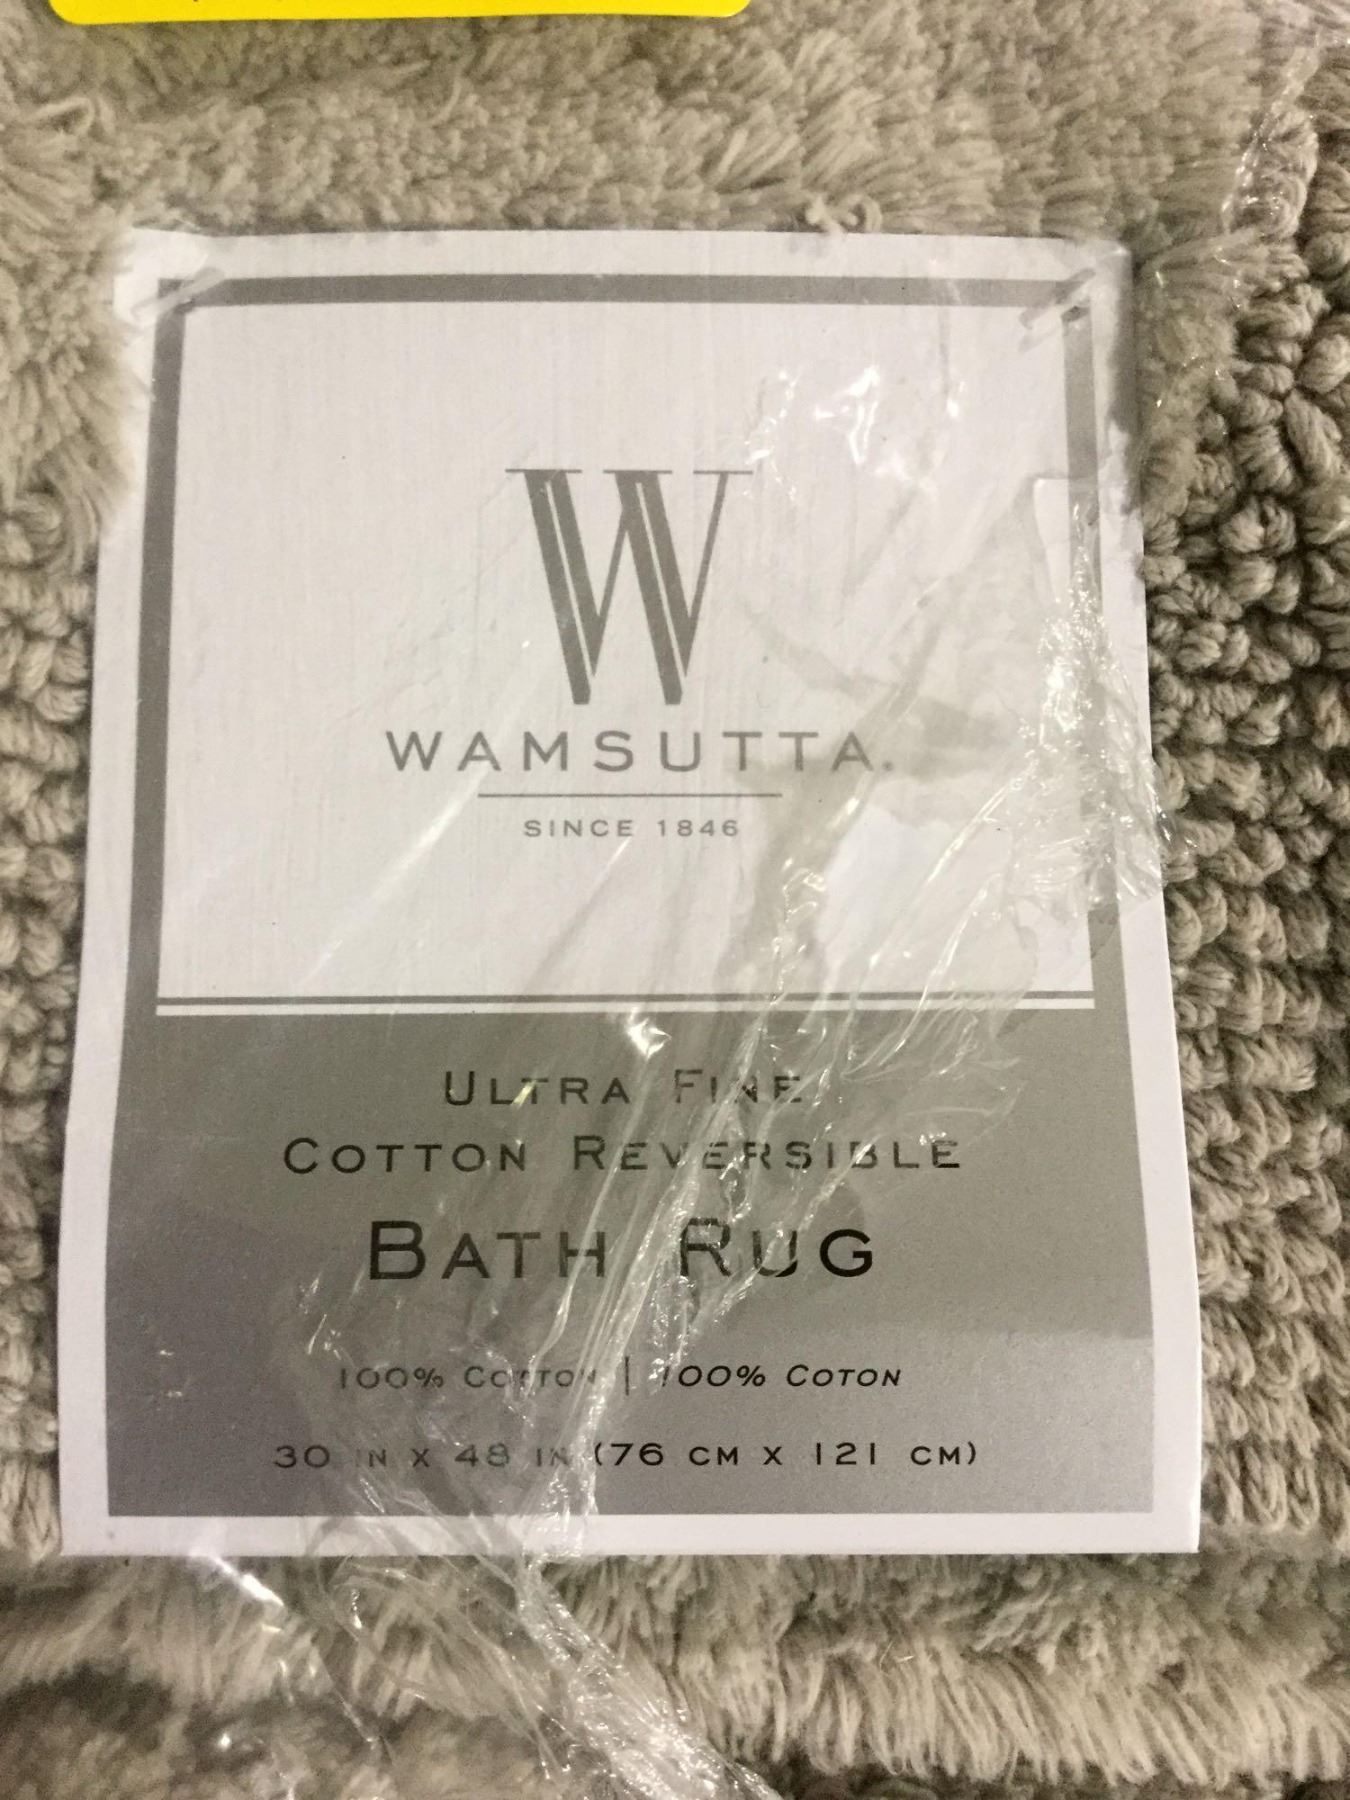 W
WAMSUTTA.
SINCE 1846
ULTRA FINE
COTTON REVERSIBLE
BATH RUG
100% COTTON | 100% COTON
30 IN X 48 IN (76 CM X 121 CM)